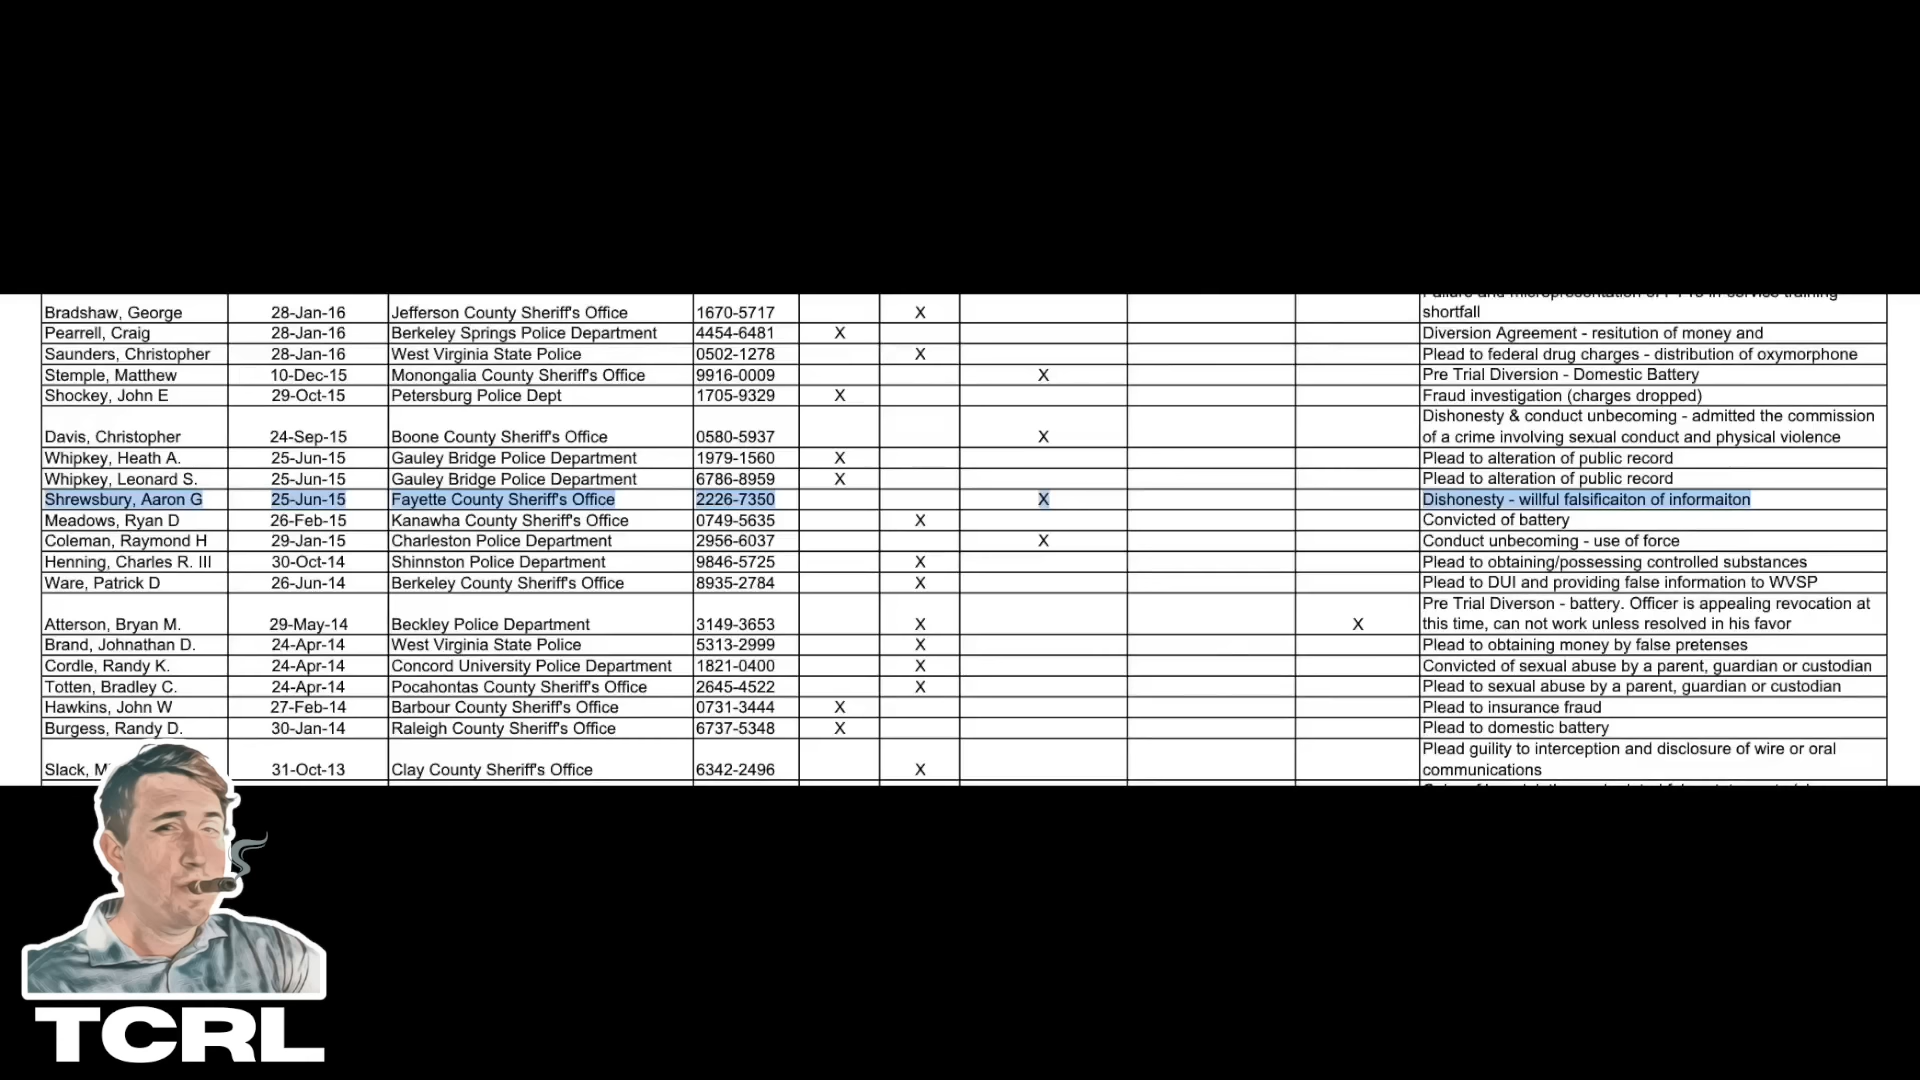 Bradshaw, George 28-Jan-16 Jefferson County Sheriff's Office 1670-5717 X shortfall
Pearrell, Craig 28-Jan-16 Berkeley Springs Police Department 4454-6481 X Diversion Agreement - resitution of money and
Saunders, Christopher 28-Jan-16 West Virginia State Police 0502-1278 X Plead to federal drug charges - distribution of oxymorphone
Stemple, Matthew 10-Dec-15 Monongalia County Sheriff's Office 9916-0009 X Pre Trial Diversion - Domestic Battery
Shockey, John E 29-Oct-15 Petersburg Police Dept 1705-9329 X Fraud investigation (charges dropped)
Dishonesty & conduct unbecoming - admitted the commission
Davis, Christopher 24-Sep-15 Boone County Sheriff's Office 0580-5937 X of a crime involving sexual conduct and physical violence
Whipkey, Heath A. 25-Jun-15 Gauley Bridge Police Department 1979-1560 X Plead to alteration of public record
Whipkey, Leonard S. 25-Jun-15 Gauley Bridge Police Department 6786-8959 X Plead to alteration of public record
Shrewsbury, Aaron G 25-Jun-15 Fayette County Sheriff's Office 2226-7350 X Dishonesty - willful falsificaiton of informaiton
Meadows, Ryan D 26-Feb-15 Kanawha County Sheriff's Office 0749-5635 X Convicted of battery
Coleman, Raymond H 29-Jan-15 Charleston Police Department 2956-6037 X Conduct unbecoming - use of force
Henning, Charles R. III 30-Oct-14 Shinnston Police Department 9846-5725 X Plead to obtaining/possessing controlled substances
Ware, Patrick D 26-Jun-14 Berkeley County Sheriff's Office 8935-2784 X Plead to DUI and providing false information to WVSP
Pre Trial Diverson - battery. Officer is appealing revocation at
Atterson, Bryan M. 29-May-14 Beckley Police Department 3149-3653 X X this time, can not work unless resolved in his favor
Brand, Johnathan D. 24-Apr-14 West Virginia State Police 5313-2999 X Plead to obtaining money by false pretenses
Cordle, Randy K. 24-Apr-14 Concord University Police Department 1821-0400 X Convicted of sexual abuse by a parent, guardian or custodian
Totten, Bradley C. 24-Apr-14 Pocahontas County Sheriff's Office 2645-4522 X Plead to sexual abuse by a parent, guardian or custodian
Hawkins, John W 27-Feb-14 Barbour County Sheriff's Office 0731-3444 X Plead to insurance fraud
Burgess, Randy D. 30-Jan-14 Raleigh County Sheriff's Office 6737-5348 X Plead to domestic battery
Plead guility to interception and disclosure of wire or oral
Slack, 31-Oct-13 Clay County Sheriff's Office 6342-2496 X communications
TCRL